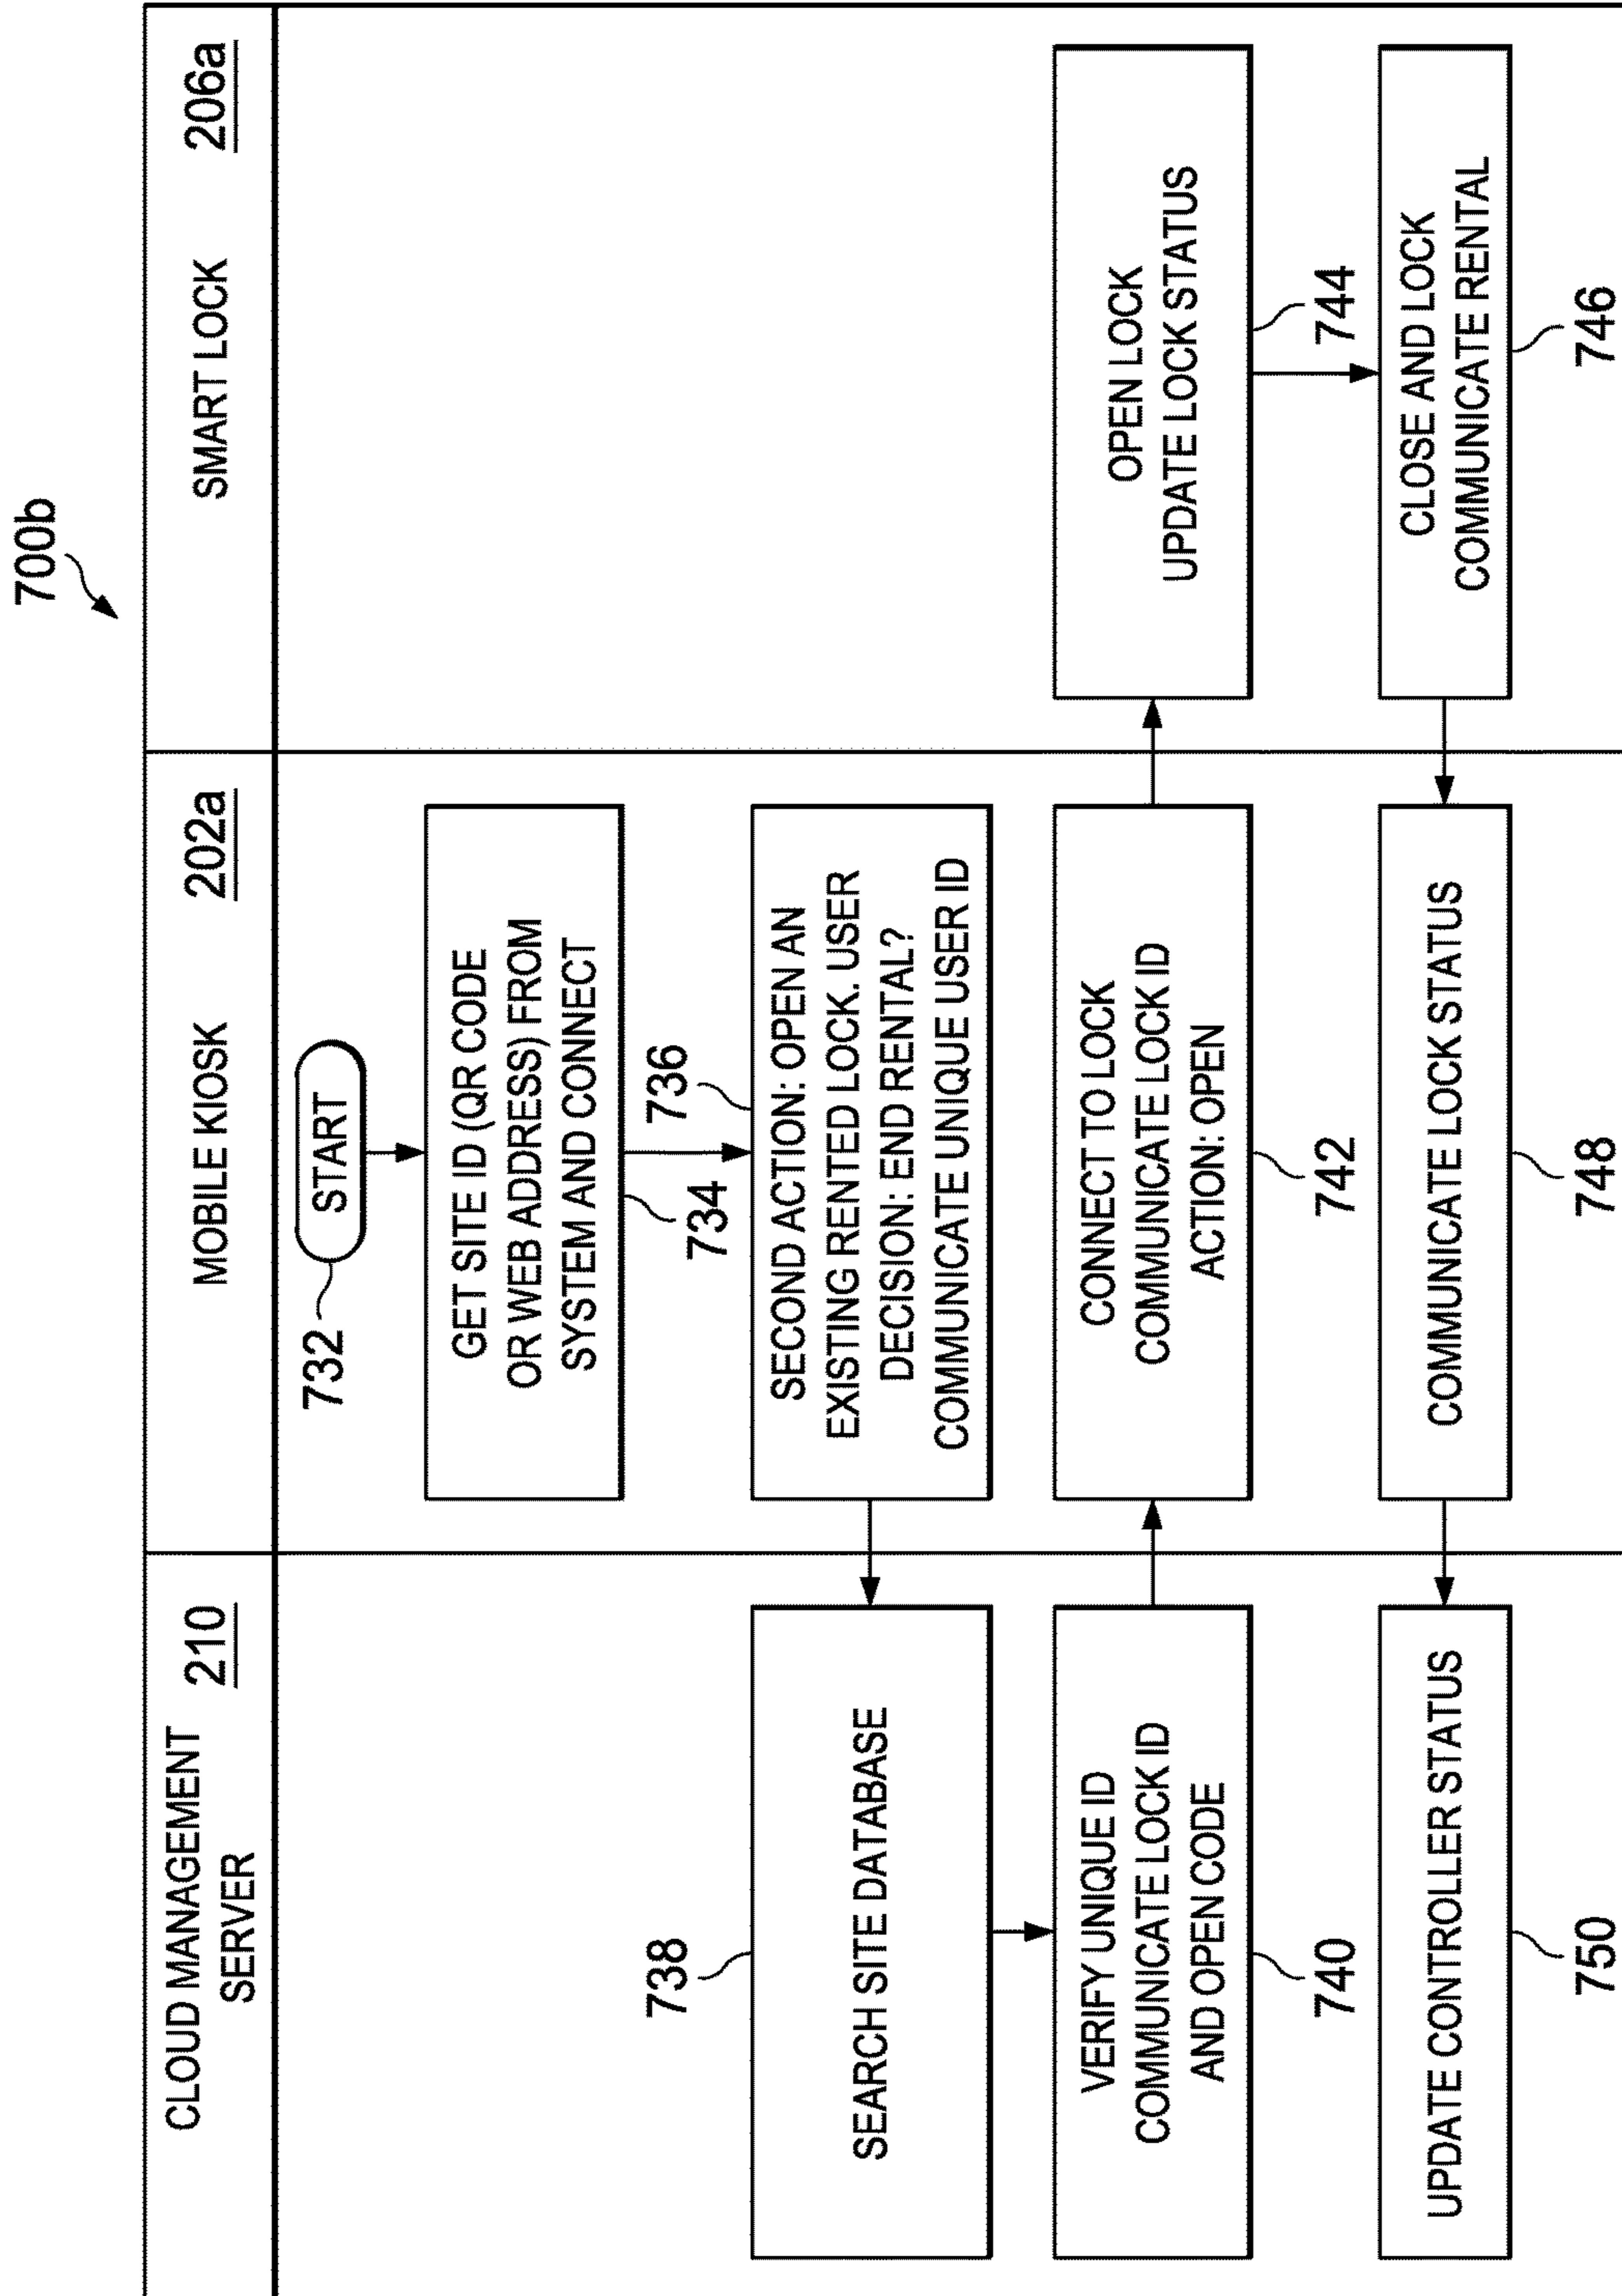 700b
CLOUD MANAGEMENT
SERVER
210
MOBILE KIOSK
202a
SMART LOCK
206a
START
732
GET SITE ID (QR CODE
OR WEB ADDRESS) FROM
SYSTEM AND CONNECT
734
736
SECOND ACTION: OPEN AN
EXISTING RENTED LOCK. USER
DECISION: END RENTAL?
COMMUNICATE UNIQUE USER ID
738
SEARCH SITE DATABASE
VERIFY UNIQUE ID
COMMUNICATE LOCK ID
AND OPEN CODE
740
CONNECT TO LOCK
COMMUNICATE LOCK ID
ACTION: OPEN
742
OPEN LOCK
UPDATE LOCK STATUS
744
CLOSE AND LOCK
COMMUNICATE RENTAL
746
COMMUNICATE LOCK STATUS
748
UPDATE CONTROLLER STATUS
750